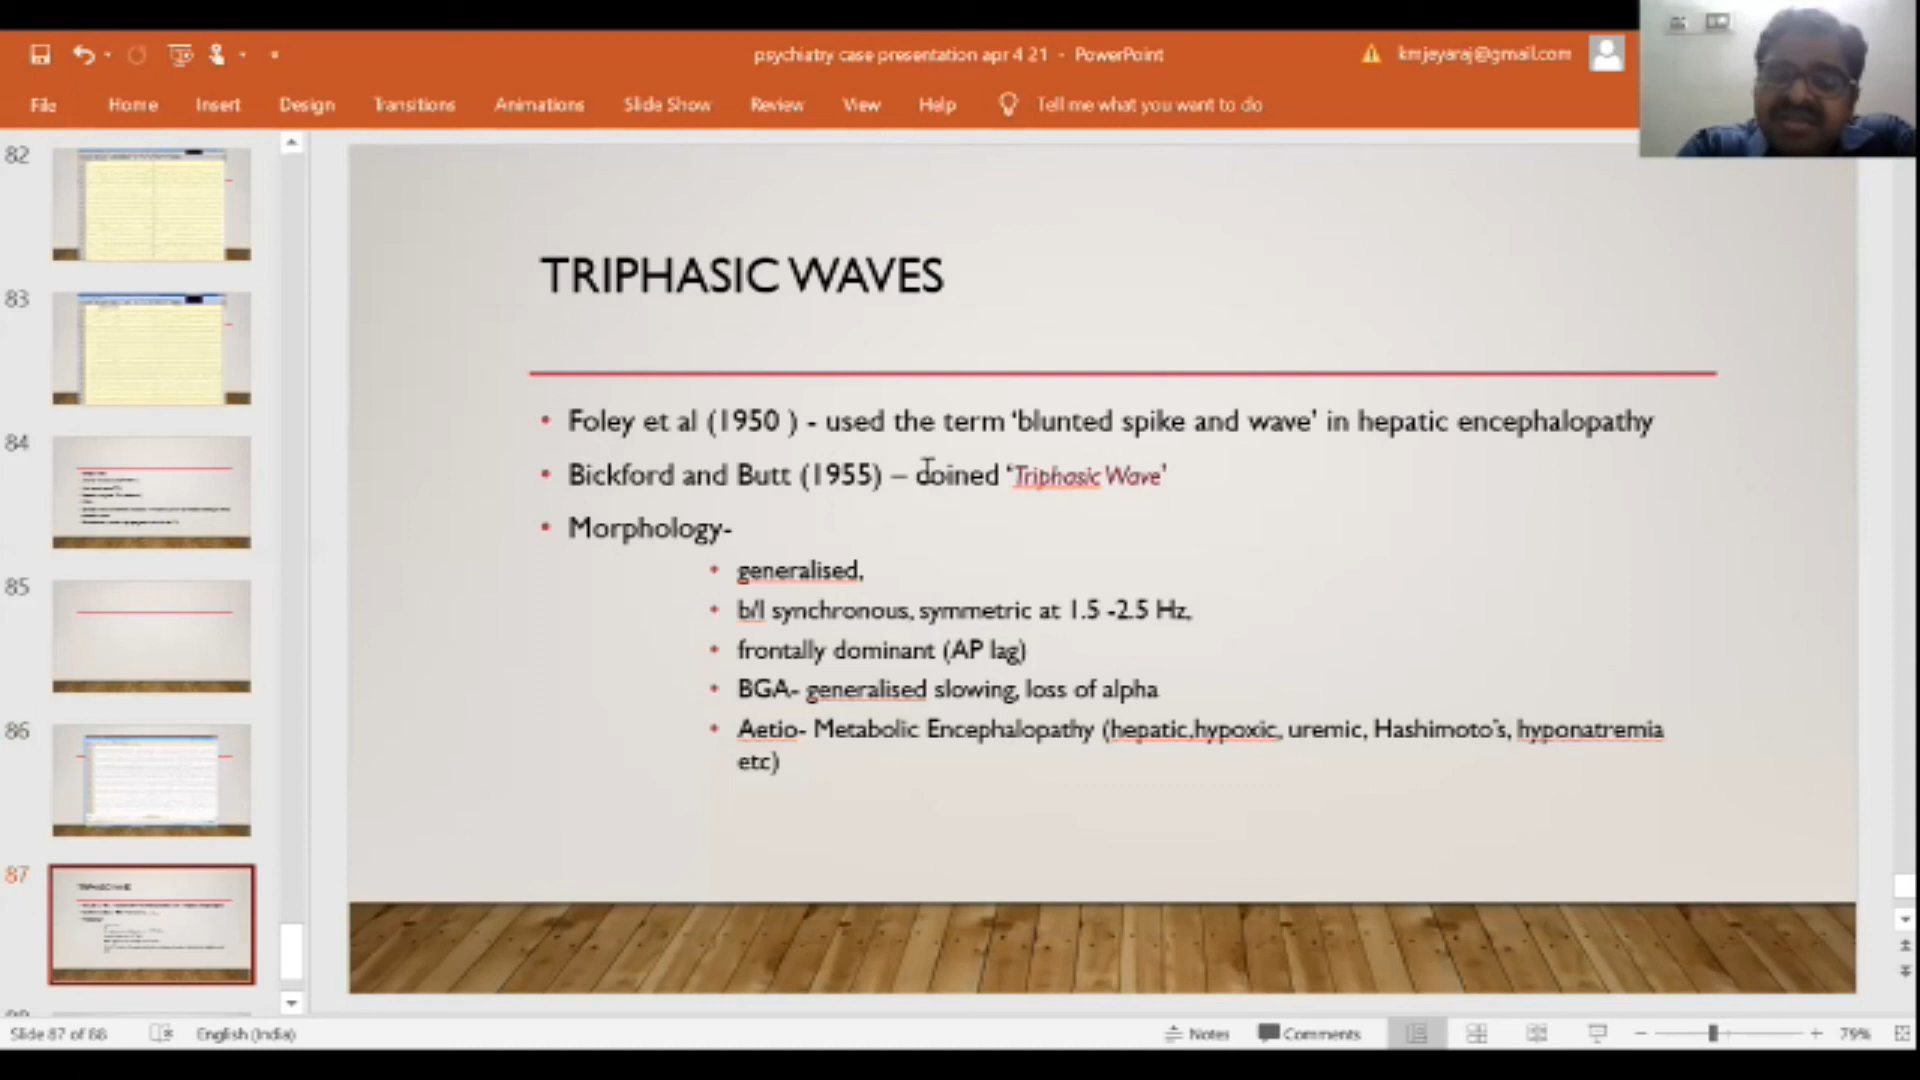 psychiatry case presentation apr 4 21 - PowerPoint
kmjayaraj@gmail.com
File Home Insert Design Transitions Animations Slide Show Review View Help Tell me what you want to do
82
83
84
85
86
87
TRIPHASIC WAVES
• Foley et al (1950 ) - used the term ‘blunted spike and wave’ in hepatic encephalopathy
• Bickford and Butt (1955) – coined ‘Triphasic Wave’
• Morphology-
• generalised,
• b/l synchronous, symmetric at 1.5 -2.5 Hz,
• frontally dominant (AP lag)
• BGA- generalised slowing, loss of alpha
• Aetio- Metabolic Encephalopathy (hepatic,hypoxic, uremic, Hashimoto’s, hyponatremia
etc)
Slide 87 of 88 English (India) Notes Comments 79%